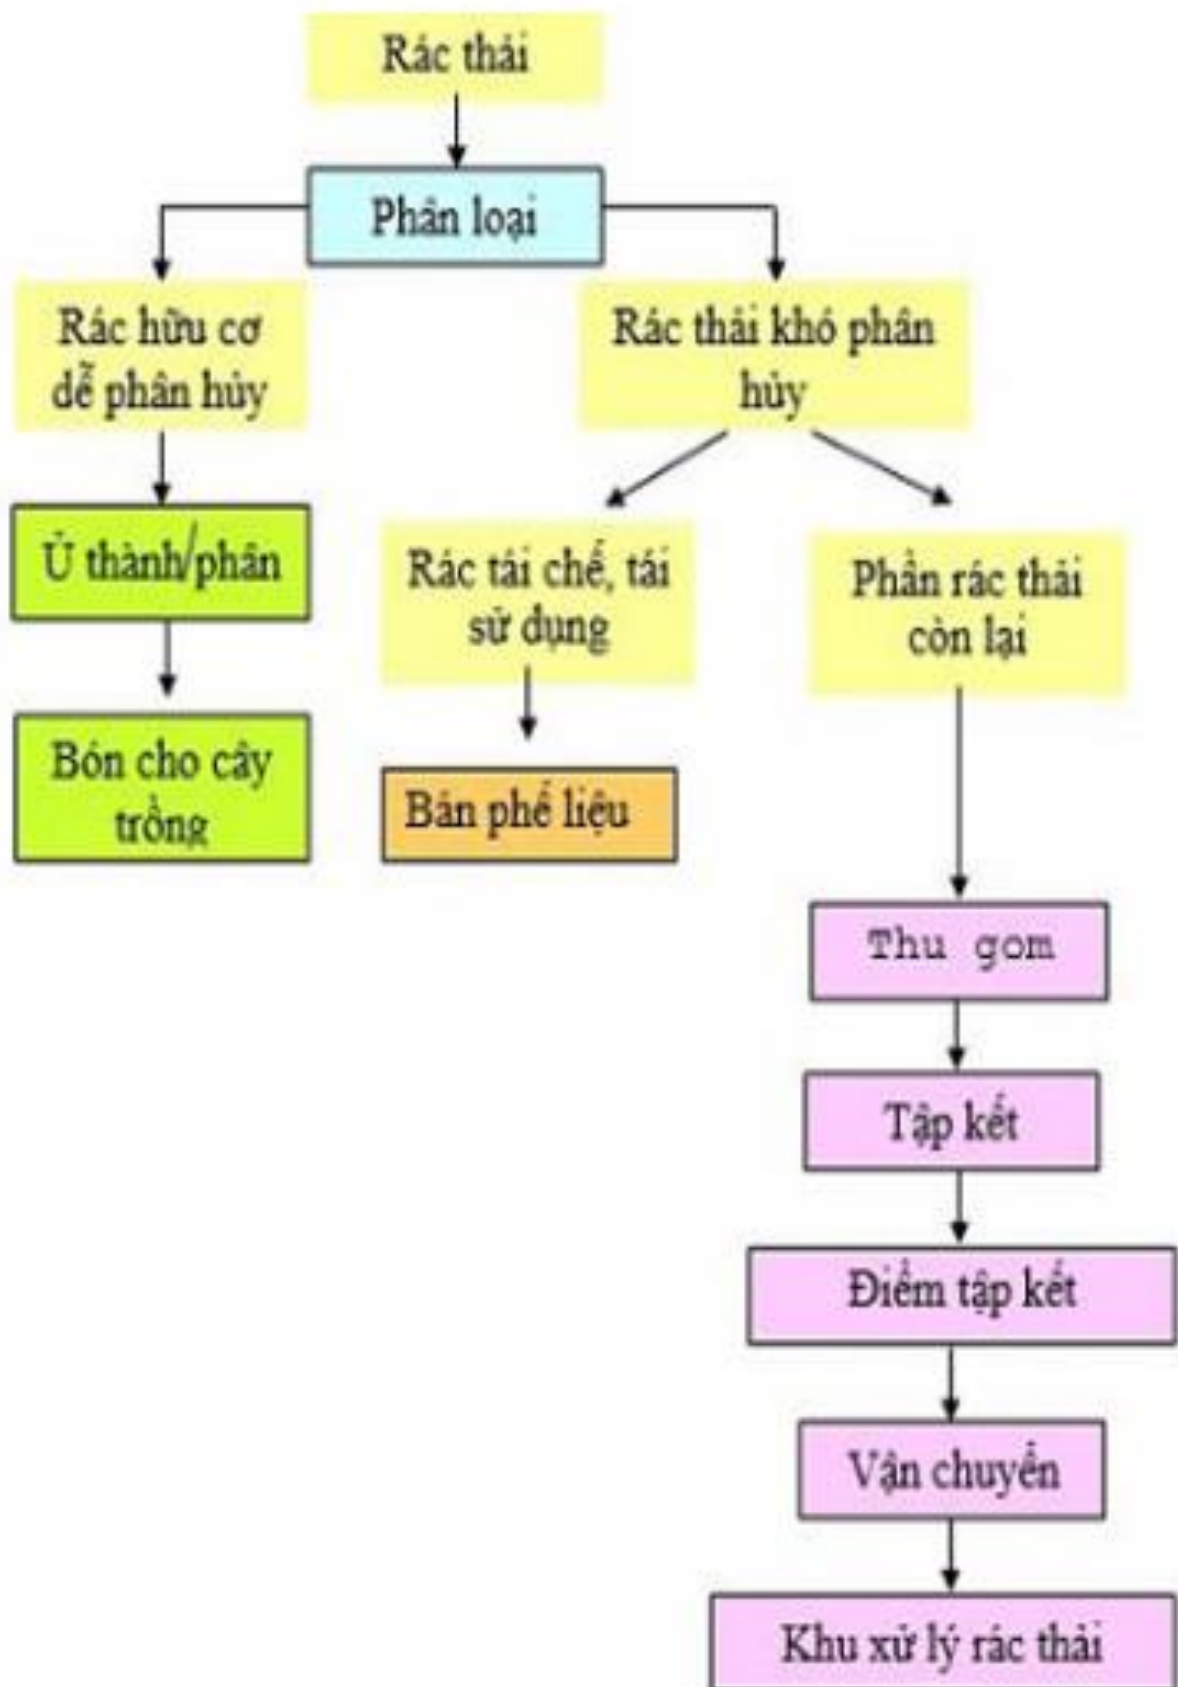 Rác thải
Phân loại
Rác hữu cơ
dễ phân hủy
Rác thải khó phân
hủy
Ủ thành/phân
Rác tái chế, tái
sử dụng
Phần rác thải
còn lại
Bón cho cây
trồng
Bán phế liệu
Thu gom
Tập kết
Điểm tập kết
Vận chuyển
Khu xử lý rác thải